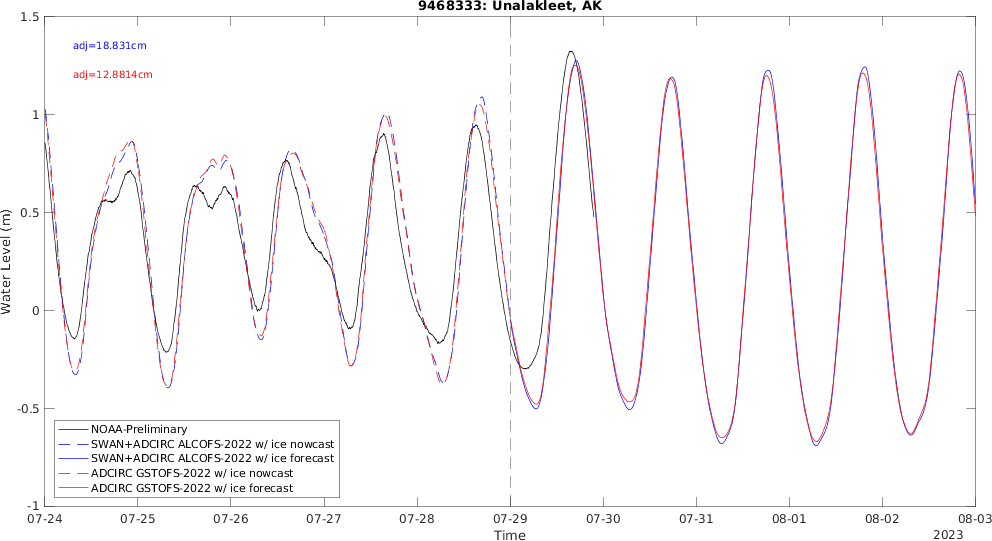 9468333: Unalakleet, AK
adj=18.831cm
adj=12.8814cm
Water Level (m)
1.5
1
0.5
0
-0.5
-1
NOAA-Preliminary
SWAN+ADCIRC ALCOFS-2022 w/ ice nowcast
SWAN+ADCIRC ALCOFS-2022 w/ ice forecast
ADCIRC GSTOFS-2022 w/ ice nowcast
ADCIRC GSTOFS-2022 w/ ice forecast
07-24 07-25 07-26 07-27 07-28 07-29 07-30 07-31 08-01 08-02 08-03
Time
2023